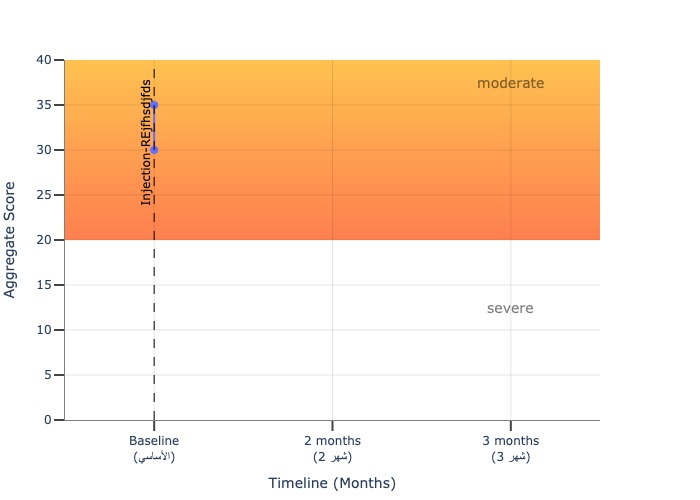 40
35
30
25
20
15
10
5
0
Aggregate Score
moderate
severe
Injection-REjfhsdjfds
Baseline
(الأساسي)
2 months
(2 شهر)
3 months
(3 شهر)
Timeline (Months)